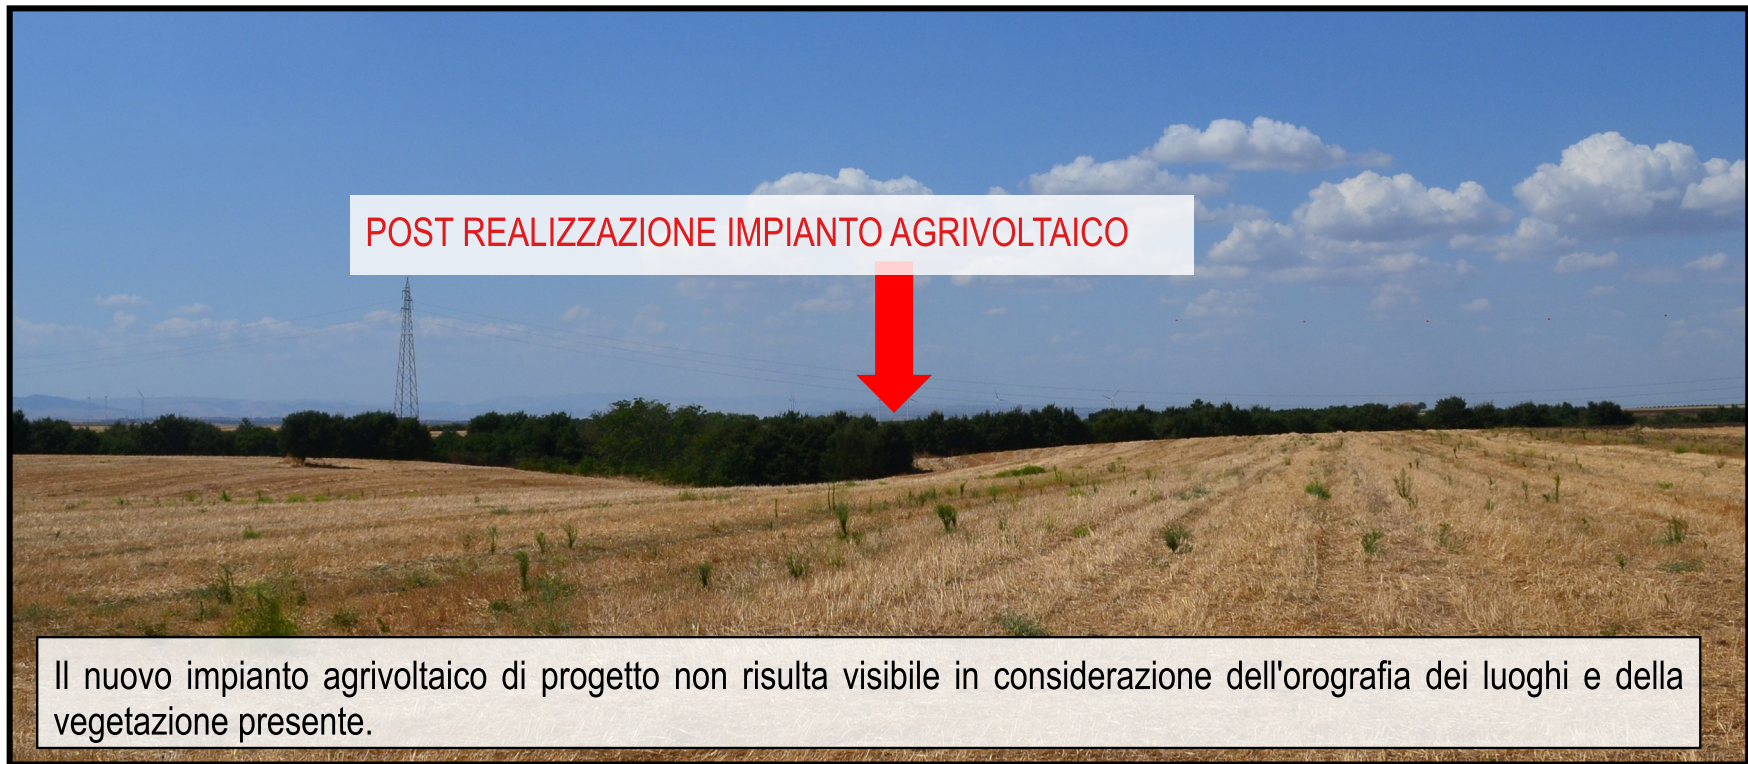 POST REALIZZAZIONE IMPIANTO AGRIVOLTAICO
Il nuovo impianto agrivoltaico di progetto non risulta visibile in considerazione dell'orografia dei luoghi e della
vegetazione presente.